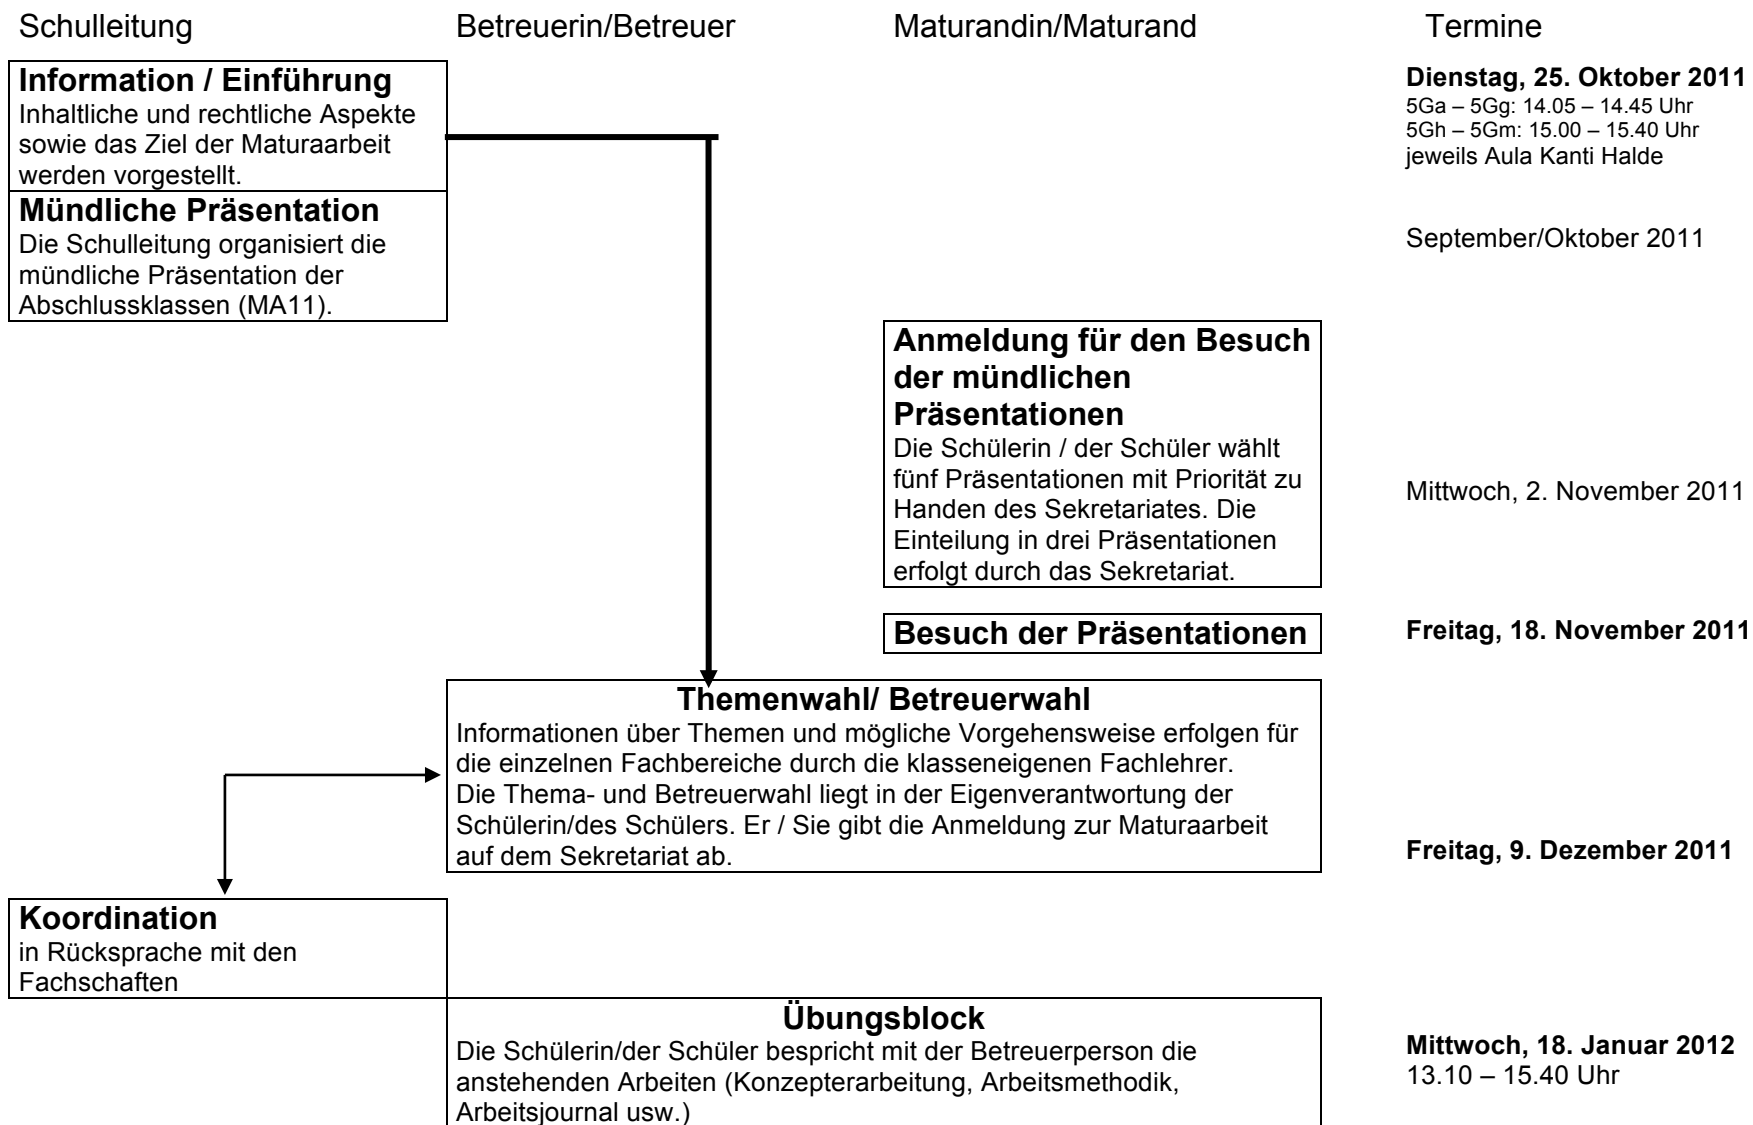 Schulleitung
Betreuerin/Betreuer
Maturandin/Maturand
Termine
Information / Einführung
Inhaltliche und rechtliche Aspekte
sowie das Ziel der Maturaarbeit
werden vorgestellt.
Dienstag, 25. Oktober 2011
5Ga – 5Gg: 14.05 – 14.45 Uhr
5Gh – 5Gm: 15.00 – 15.40 Uhr
jeweils Aula Kanti Halde
Mündliche Präsentation
Die Schulleitung organisiert die
mündliche Präsentation der
Abschlussklassen (MA11).
September/Oktober 2011
Anmeldung für den Besuch
der mündlichen
Präsentationen
Die Schülerin / der Schüler wählt
fünf Präsentationen mit Priorität zu
Handen des Sekretariates. Die
Einteilung in drei Präsentationen
erfolgt durch das Sekretariat.
Mittwoch, 2. November 2011
Besuch der Präsentationen
Freitag, 18. November 2011
Themenwahl/ Betreuerwahl
Informationen über Themen und mögliche Vorgehensweise erfolgen für
die einzelnen Fachbereiche durch die klasseneigenen Fachlehrer.
Die Thema- und Betreuerwahl liegt in der Eigenverantwortung der
Schülerin/des Schülers. Er / Sie gibt die Anmeldung zur Maturaarbeit
auf dem Sekretariat ab.
Freitag, 9. Dezember 2011
Koordination
in Rücksprache mit den
Fachschaften
Übungsblock
Die Schülerin/der Schüler bespricht mit der Betreuerperson die
anstehenden Arbeiten (Konzepterarbeitung, Arbeitsmethodik,
Arbeitsjournal usw.)
Mittwoch, 18. Januar 2012
13.10 – 15.40 Uhr